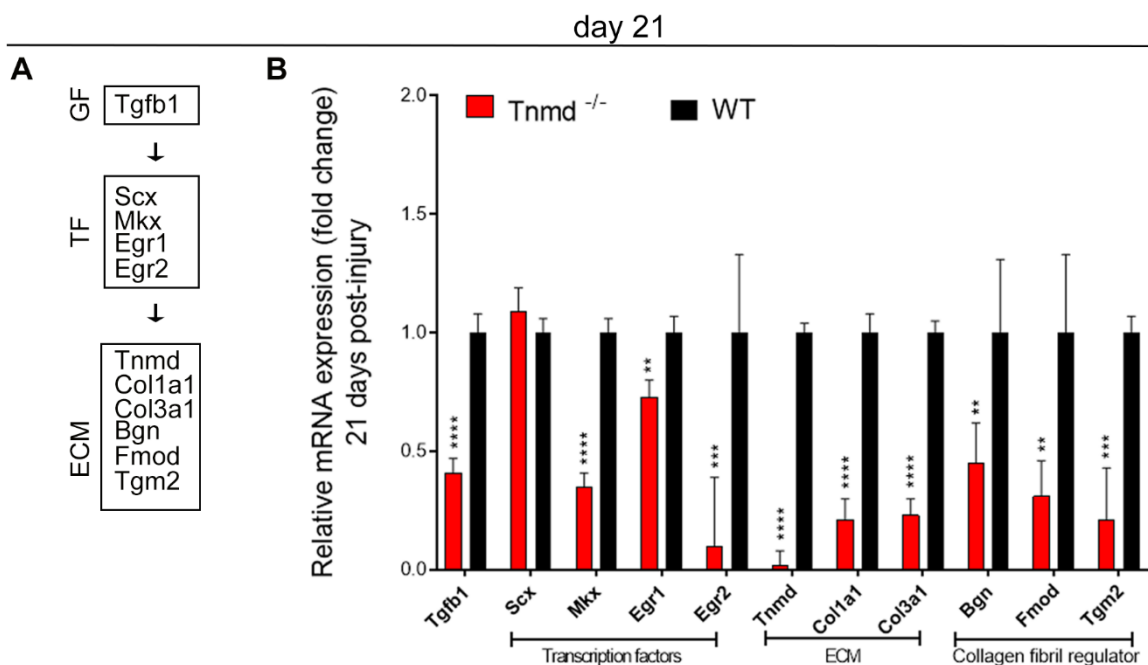 day 21
A
GF
Tgfb1
TF
Scx
Mkx
Egr1
Egr2
ECM
Tnmd
Col1a1
Col3a1
Bgn
Fmod
Tgm2
B
Tnmd -/-
WT
Relative mRNA expression (fold change)
21 days post-injury
2.0
1.5
1.0
0.5
0.0
****
****
**
***
****
****
****
**
**
***
Tgfb1
Scx
Mkx
Egr1
Egr2
Tnmd
Col1a1
Col3a1
Bgn
Fmod
Tgm2
Transcription factors
ECM
Collagen fibril regulator